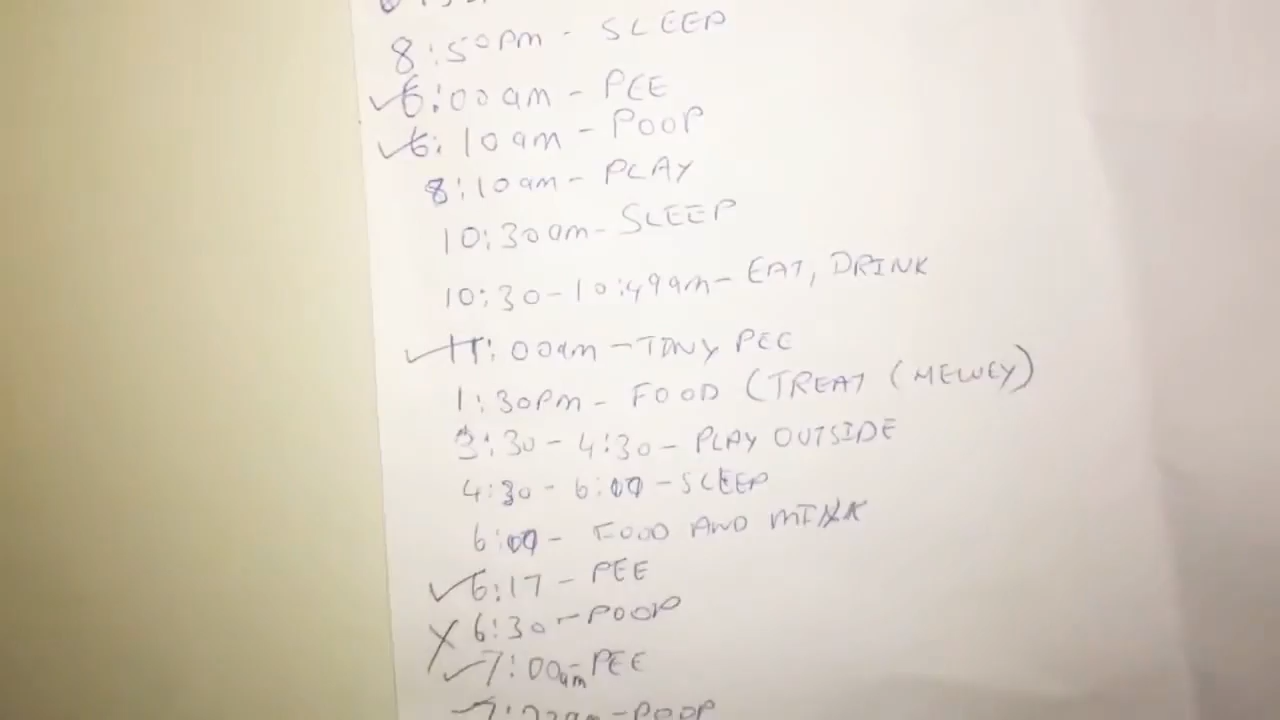 8:50pm - SLEEP
✓6:00am - PEE
✓6:10am - POOP
8:10am - PLAY
10:30am - SLEEP
10:30-10:49am - EAT, DRINK
✓11:00am - TINY PEE
1:30pm - FOOD (TREAT (MELVEY)
3:30 - 4:30 - PLAY OUTSIDE
4:30 - 6:00 - SLEEP
6:00 - FOOD AND
✓6:17 - PEE
X 6:30 - POOP
✓7:00am - PEE
- POOP